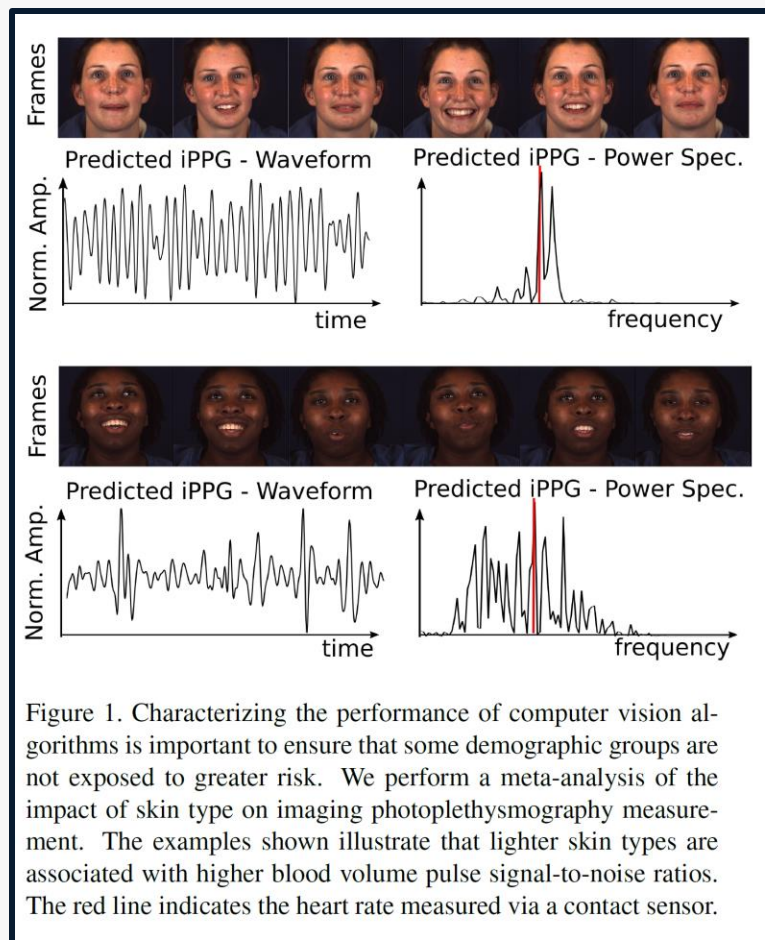 Frames
Predicted iPPG - Waveform
Predicted iPPG - Power Spec.
Norm. Amp.
time
frequency
Frames
Predicted iPPG - Waveform
Predicted iPPG - Power Spec.
Norm. Amp.
time
frequency
Figure 1. Characterizing the performance of computer vision al-
gorithms is important to ensure that some demographic groups are
not exposed to greater risk. We perform a meta-analysis of the
impact of skin type on imaging photoplethysmography measure-
ment. The examples shown illustrate that lighter skin types are
associated with higher blood volume pulse signal-to-noise ratios.
The red line indicates the heart rate measured via a contact sensor.